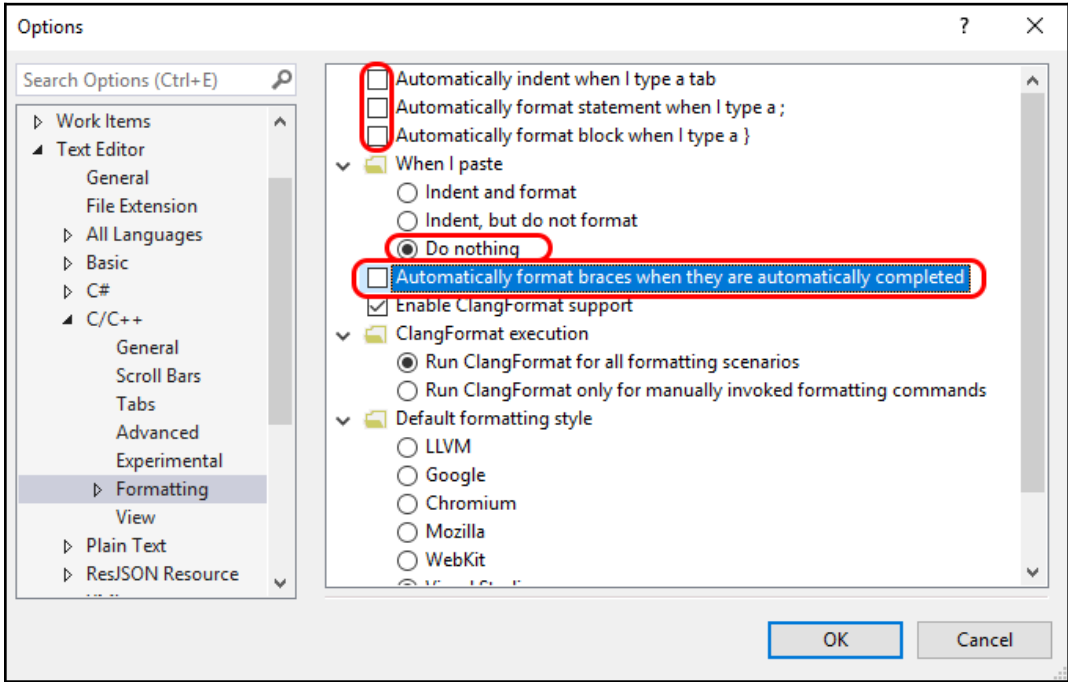 Options
?
Search Options (Ctrl+E)
Work Items
Text Editor
General
File Extension
All Languages
Basic
C#
C/C++
General
Scroll Bars
Tabs
Advanced
Experimental
Formatting
View
Plain Text
ResJSON Resource
Automatically indent when I type a tab
Automatically format statement when I type a ;
Automatically format block when I type a }
When I paste
Indent and format
Indent, but do not format
Do nothing
Automatically format braces when they are automatically completed
Enable ClangFormat support
ClangFormat execution
Run ClangFormat for all formatting scenarios
Run ClangFormat only for manually invoked formatting commands
Default formatting style
LLVM
Google
Chromium
Mozilla
WebKit
OK
Cancel